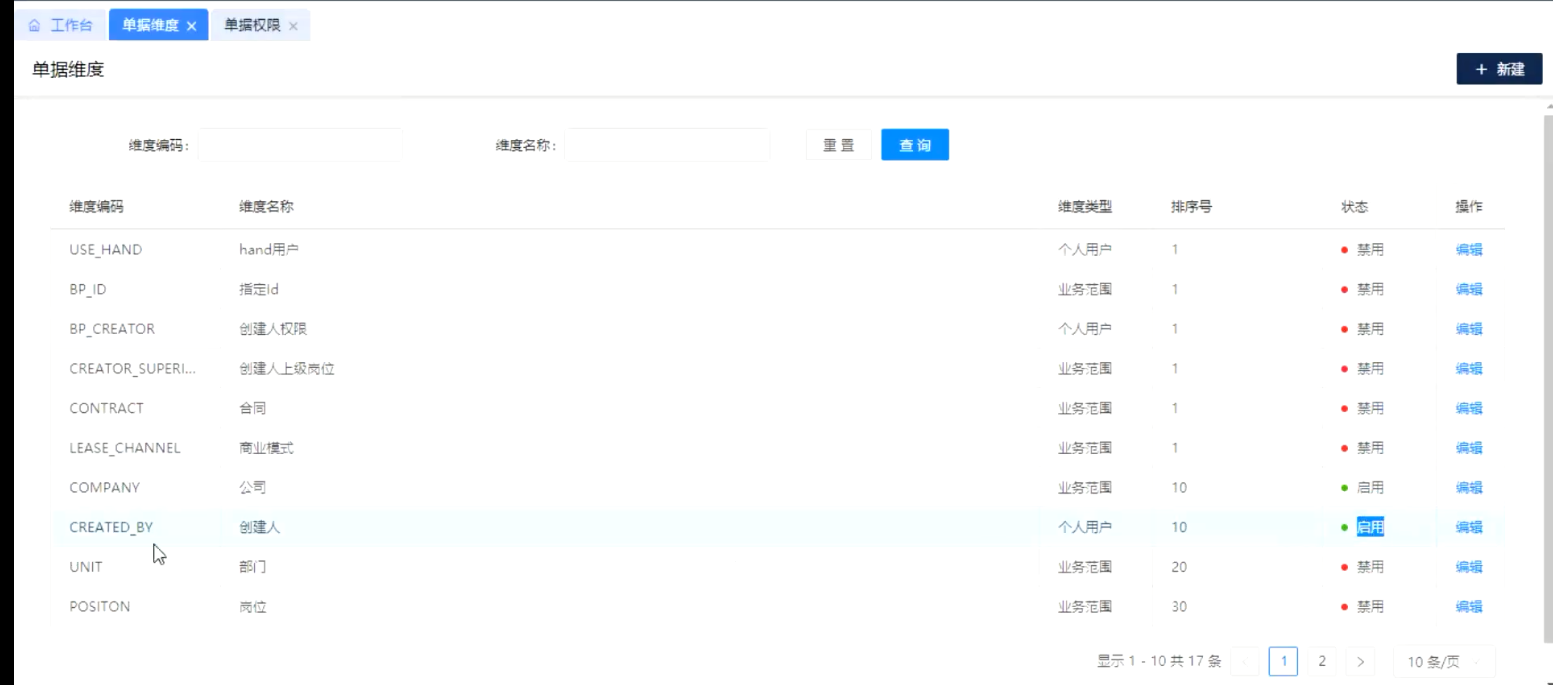 工作台 单据维度 × 单据权限 ×
单据维度 + 新建
维度编码: 维度名称: 重置 查询
维度编码 维度名称 维度类型 排序号 状态 操作
USE_HAND hand用户 个人用户 1 禁用 编辑
BP_ID 指定Id 业务范围 1 禁用 编辑
BP_CREATOR 创建人权限 个人用户 1 禁用 编辑
CREATOR_SUPERI... 创建人上级岗位 业务范围 1 禁用 编辑
CONTRACT 合同 业务范围 1 禁用 编辑
LEASE_CHANNEL 商业模式 业务范围 1 禁用 编辑
COMPANY 公司 业务范围 10 启用 编辑
CREATED_BY 创建人 个人用户 10 启用 编辑
UNIT 部门 业务范围 20 禁用 编辑
POSITON 岗位 业务范围 30 禁用 编辑
显示 1 - 10 共 17 条 1 2 > 10 条/页